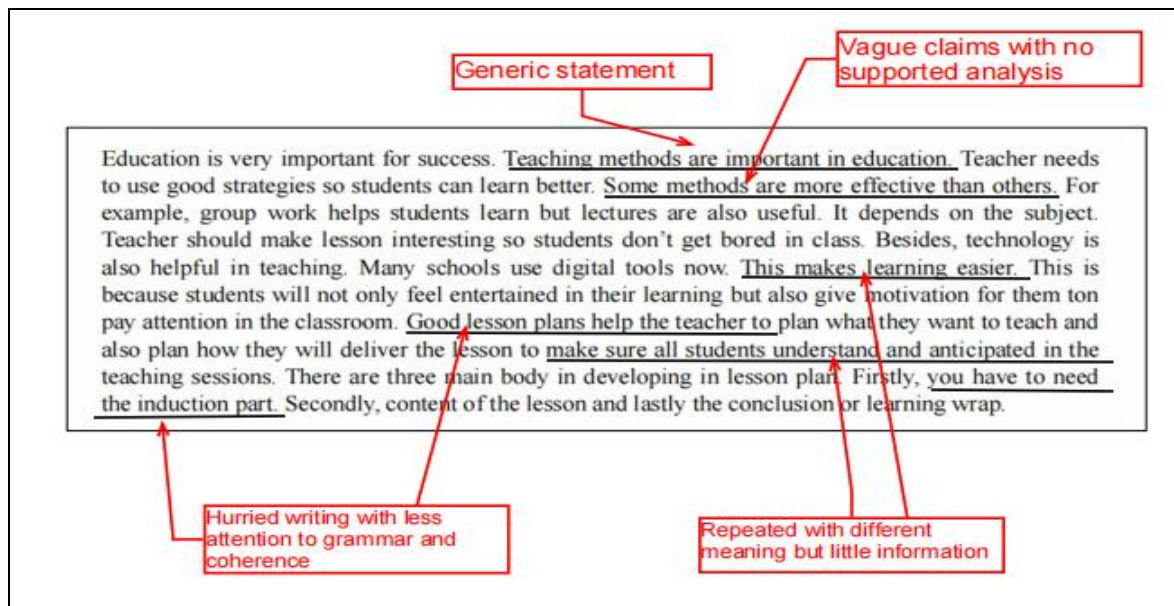 Generic statement
Vague claims with no
supported analysis
Education is very important for success. Teaching methods are important in education. Teacher needs
to use good strategies so students can learn better. Some methods are more effective than others. For
example, group work helps students learn but lectures are also useful. It depends on the subject.
Teacher should make lesson interesting so students don’t get bored in class. Besides, technology is
also helpful in teaching. Many schools use digital tools now. This makes learning easier. This is
because students will not only feel entertained in their learning but also give motivation for them ton
pay attention in the classroom. Good lesson plans help the teacher to plan what they want to teach and
also plan how they will deliver the lesson to make sure all students understand and anticipated in the
teaching sessions. There are three main body in developing in lesson plan. Firstly, you have to need
the induction part. Secondly, content of the lesson and lastly the conclusion or learning wrap.
Hurried writing with less
attention to grammar and
coherence
Repeated with different
meaning but little information